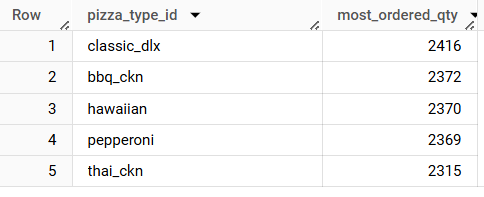 Row pizza_type_id most_ordered_qty
1 classic_dlx 2416
2 bbq_ckn 2372
3 hawaiian 2370
4 pepperoni 2369
5 thai_ckn 2315